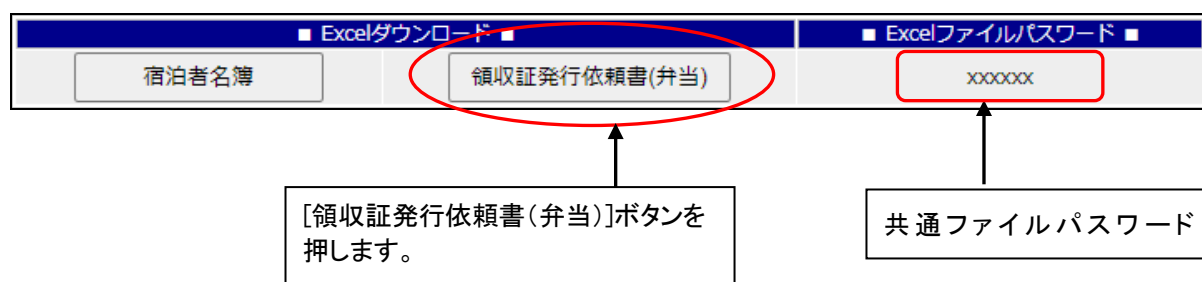 ■ Excelダウンロード ■
■ Excelファイルパスワード ■
宿泊者名簿
領収証発行依頼書(弁当)
xxxxxx
[領収証発行依頼書(弁当)]ボタンを
押します。
共通ファイルパスワード